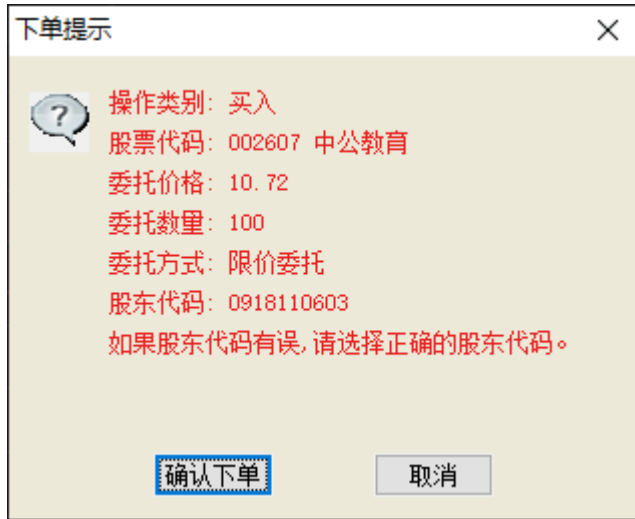 下单提示
操作类别: 买入
股票代码: 002607 中公教育
委托价格: 10.72
委托数量: 100
委托方式: 限价委托
股东代码: 0918110603
如果股东代码有误,请选择正确的股东代码。
确认下单 取消